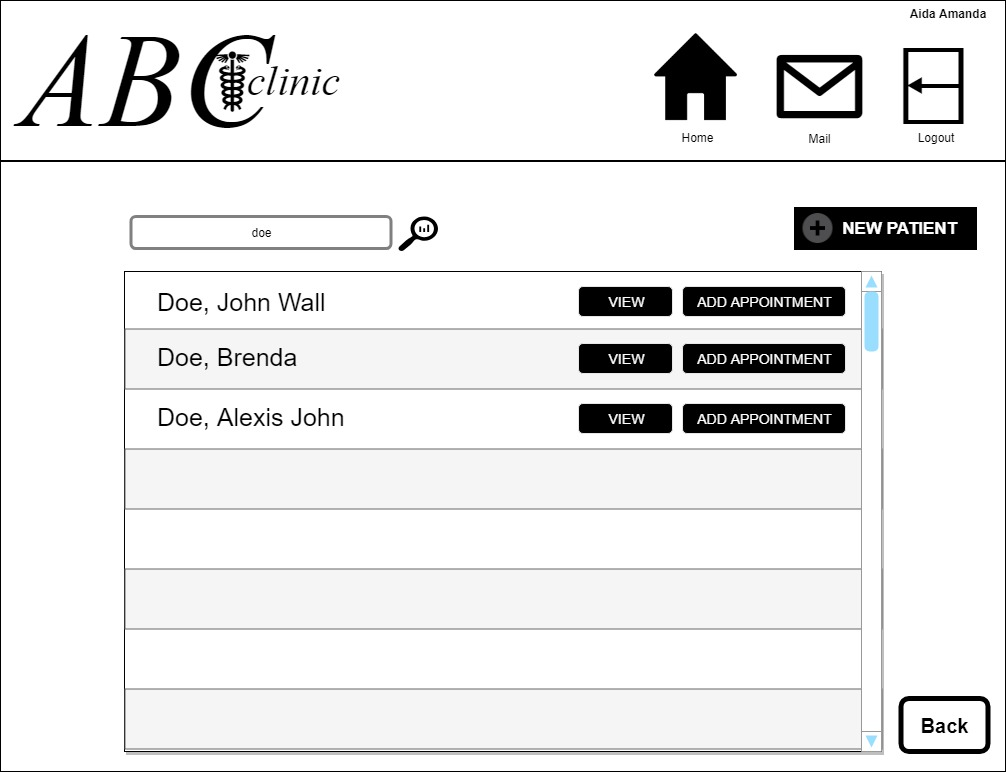 Aida Amanda
ABC clinic
Home
Mail
Logout
doe
NEW PATIENT
Doe, John Wall
VIEW
ADD APPOINTMENT
Doe, Brenda
VIEW
ADD APPOINTMENT
Doe, Alexis John
VIEW
ADD APPOINTMENT
Back